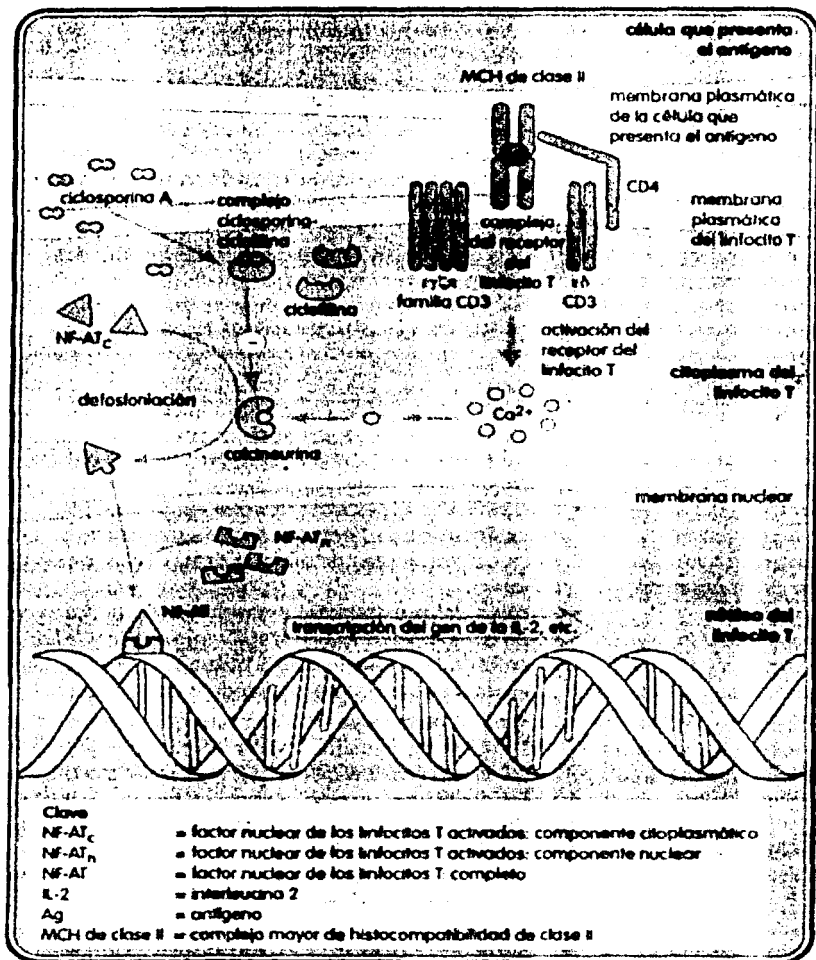 célula que presenta
el antígeno
MCH de clase II
membrana plasmática
de la célula que
presenta el antígeno
CD4
ciclosporina A
complejo
ciclosporina-
ciclofilina
complejo
del receptor
del
linfocito T
membrana
plasmática
del linfocito T
ciclofilina
familia CD3
CD3
NF-ATc
activación del
receptor del
linfocito T
citoplasma del
linfocito T
defosforilación
Ca2+
calcineurina
membrana nuclear
NF-ATn
NF-AT
transcripción del gen de la IL-2, etc.
núcleo del
linfocito T
Clave
NF-ATc = factor nuclear de los linfocitos T activados: componente citoplasmático
NF-ATn = factor nuclear de los linfocitos T activados: componente nuclear
NF-AT = factor nuclear de los linfocitos T: completo
IL-2 = interleucina 2
Ag = antígeno
MCH de clase II = complejo mayor de histocompatibilidad de clase II